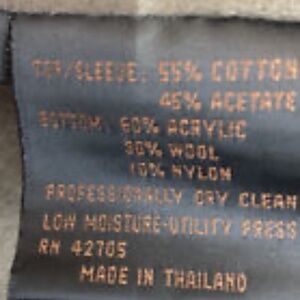 TOP/SLEEVE: 55% COTTON
45% ACETATE
BOTTOM: 60% ACRYLIC
30% WOOL
10% NYLON
PROFESSIONALLY DRY CLEAN
LOW MOISTURE-UTILITY PRESS
RN 42705
MADE IN THAILAND